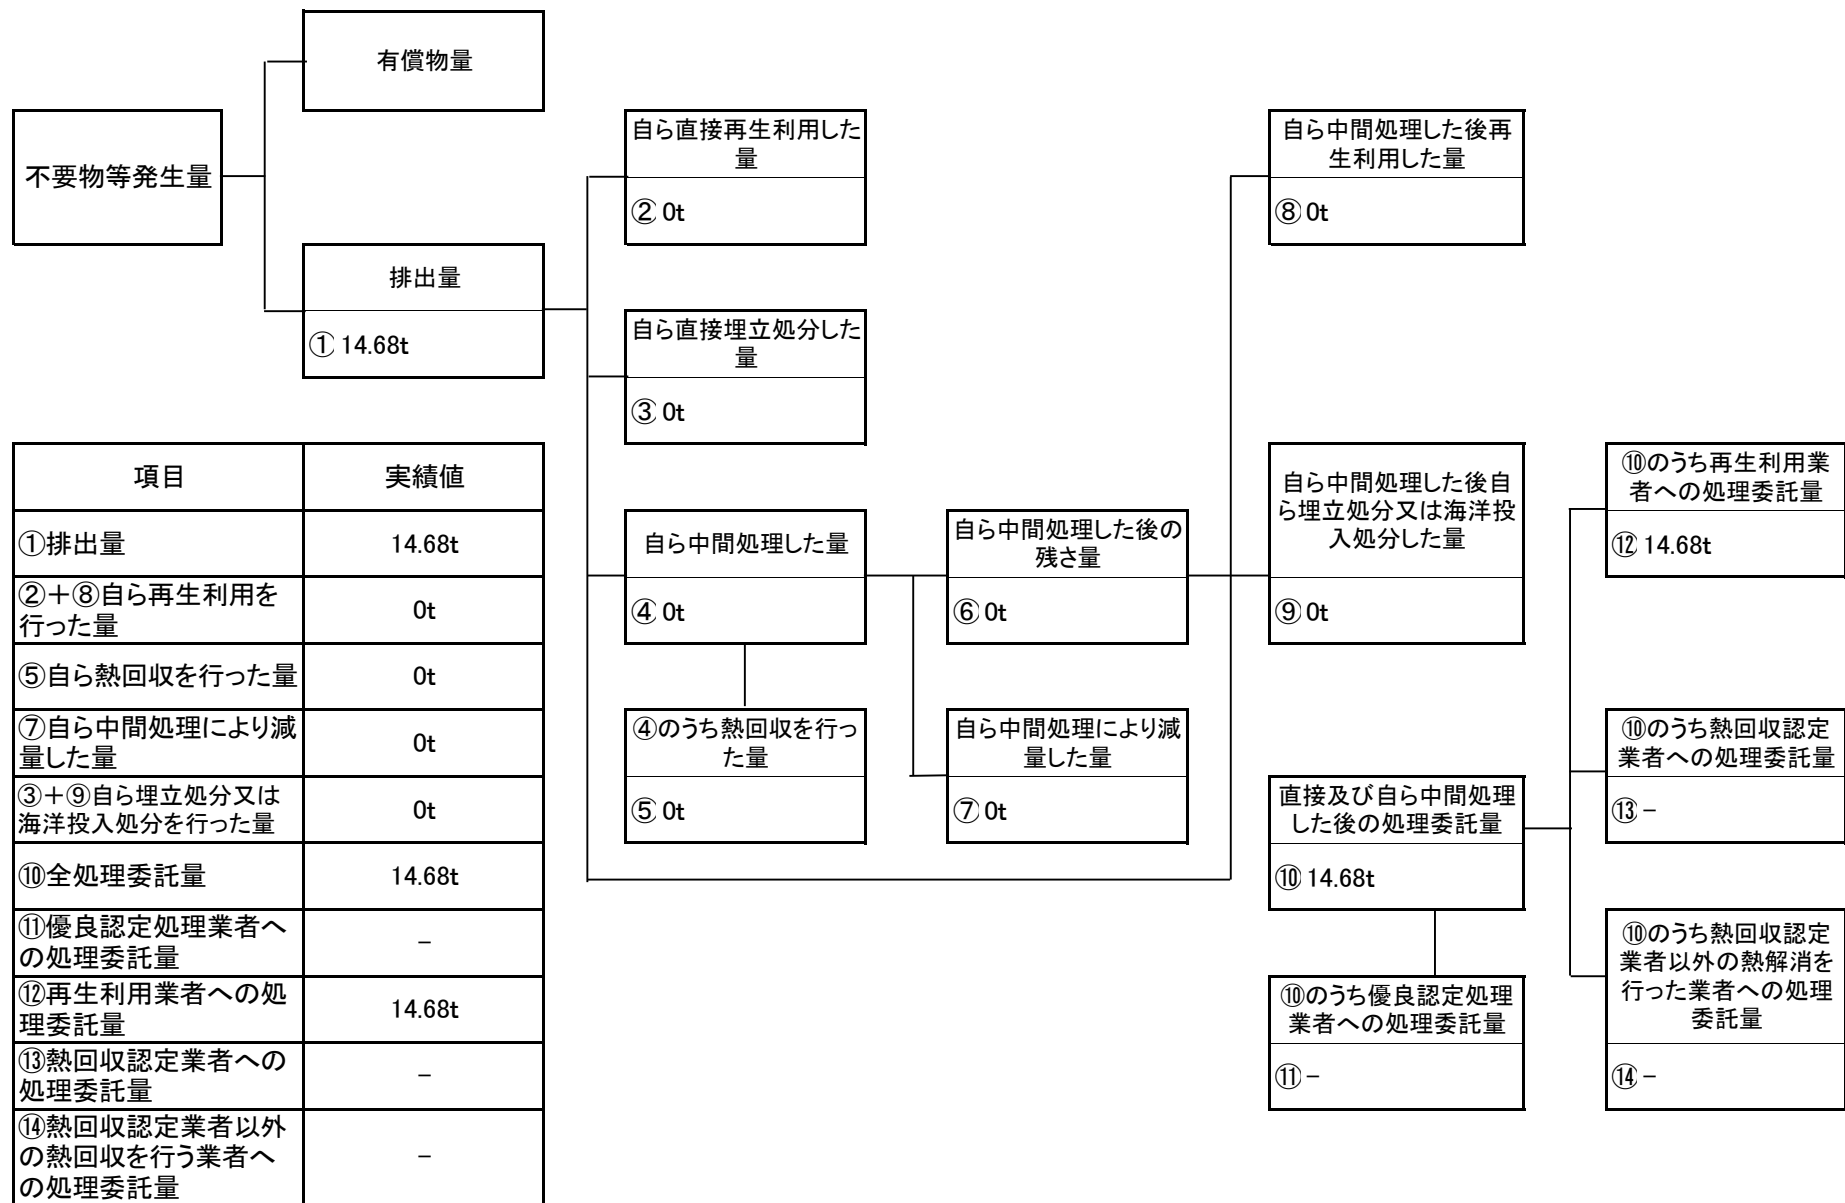 有償物量
不要物等発生量
排出量
① 14.68t
自ら直接再生利用した
量
② 0t
自ら直接埋立処分した
量
③ 0t
自ら中間処理した量
④ 0t
④のうち熱回収を行っ
た量
⑤ 0t
自ら中間処理した後の
残さ量
⑥ 0t
自ら中間処理により減
量した量
⑦ 0t
自ら中間処理した後再
生利用した量
⑧ 0t
自ら中間処理した後自
ら埋立処分又は海洋投
入処分した量
⑨ 0t
直接及び自ら中間処理
した後の処理委託量
⑩ 14.68t
⑩のうち優良認定処理
業者への処理委託量
⑪ −
⑩のうち再生利用業
者への処理委託量
⑫ 14.68t
⑩のうち熱回収認定
業者への処理委託量
⑬ −
⑩のうち熱回収認定
業者以外の熱解消を
行った業者への処理
委託量
⑭ −
項目 実績値
①排出量 14.68t
②＋⑧自ら再生利用を
行った量 0t
⑤自ら熱回収を行った量 0t
⑦自ら中間処理により減
量した量 0t
③＋⑨自ら埋立処分又は
海洋投入処分を行った量 0t
⑩全処理委託量 14.68t
⑪優良認定処理業者へ
の処理委託量 −
⑫再生利用業者への処
理委託量 14.68t
⑬熱回収認定業者への
処理委託量 −
⑭熱回収認定業者以外
の熱回収を行う業者へ −
の処理委託量